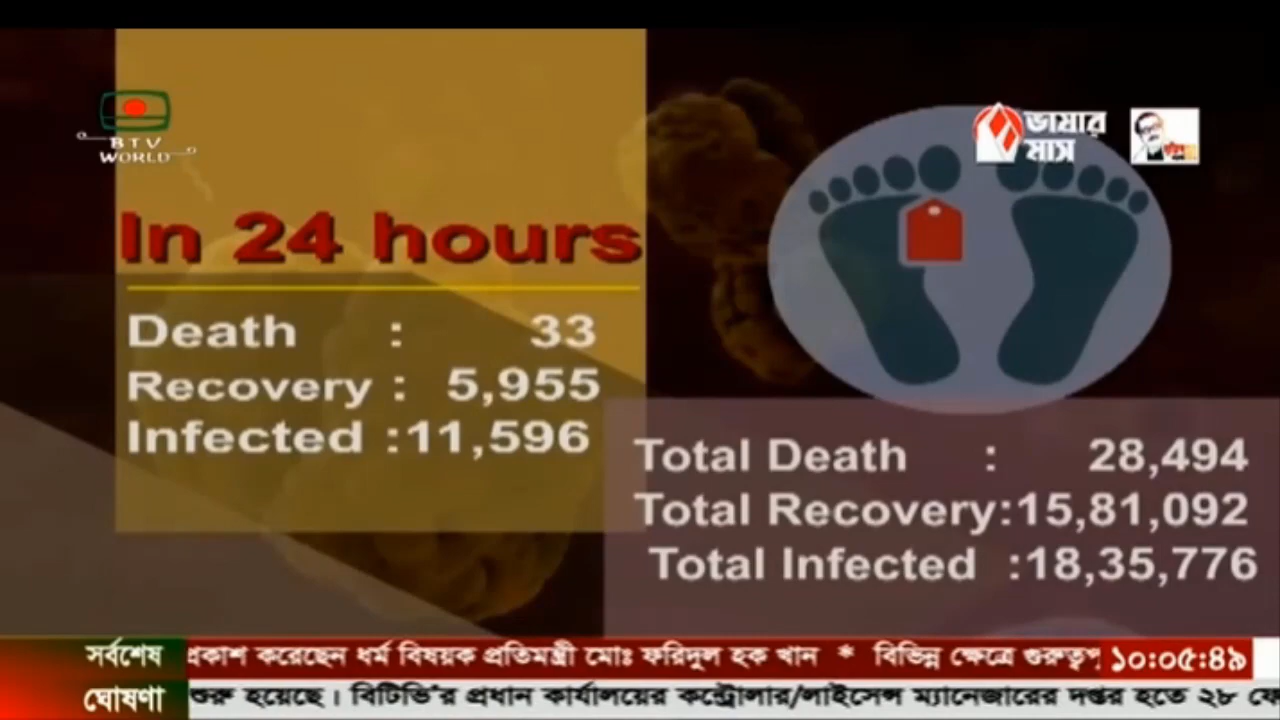 BTV
WORLD
ভাষার
মাস
In 24 hours
Death : 33
Recovery : 5,955
Infected :11,596
Total Death : 28,494
Total Recovery:15,81,092
Total Infected :18,35,776
সর্বশেষ
প্রকাশ করেছেন ধর্ম বিষয়ক প্রতিমন্ত্রী মোঃ ফরিদুল হক খান * বিভিন্ন ক্ষেত্রে
১০:০৫:৪৯
ঘোষণা
শুরু হয়েছে। বিটিভি'র প্রধান কার্যালয়ের কন্ট্রোলার/লাইসেন্স ম্যানেজারের দপ্তর হতে ২৮